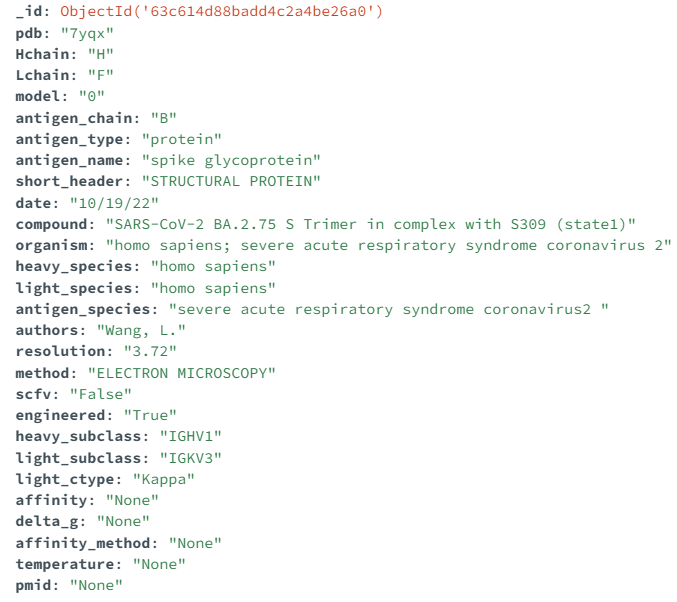 _id: ObjectId('63c614d88badd4c2a4be26a0')
pdb: "7yqx"
Hchain: "H"
Lchain: "F"
model: "0"
antigen_chain: "B"
antigen_type: "protein"
antigen_name: "spike glycoprotein"
short_header: "STRUCTURAL PROTEIN"
date: "10/19/22"
compound: "SARS-CoV-2 BA.2.75 S Trimer in complex with S309 (state1)"
organism: "homo sapiens; severe acute respiratory syndrome coronavirus 2"
heavy_species: "homo sapiens"
light_species: "homo sapiens"
antigen_species: "severe acute respiratory syndrome coronavirus2 "
authors: "Wang, L."
resolution: "3.72"
method: "ELECTRON MICROSCOPY"
scfv: "False"
engineered: "True"
heavy_subclass: "IGHV1"
light_subclass: "IGKV3"
light_ctype: "Kappa"
affinity: "None"
delta_g: "None"
affinity_method: "None"
temperature: "None"
pmid: "None"